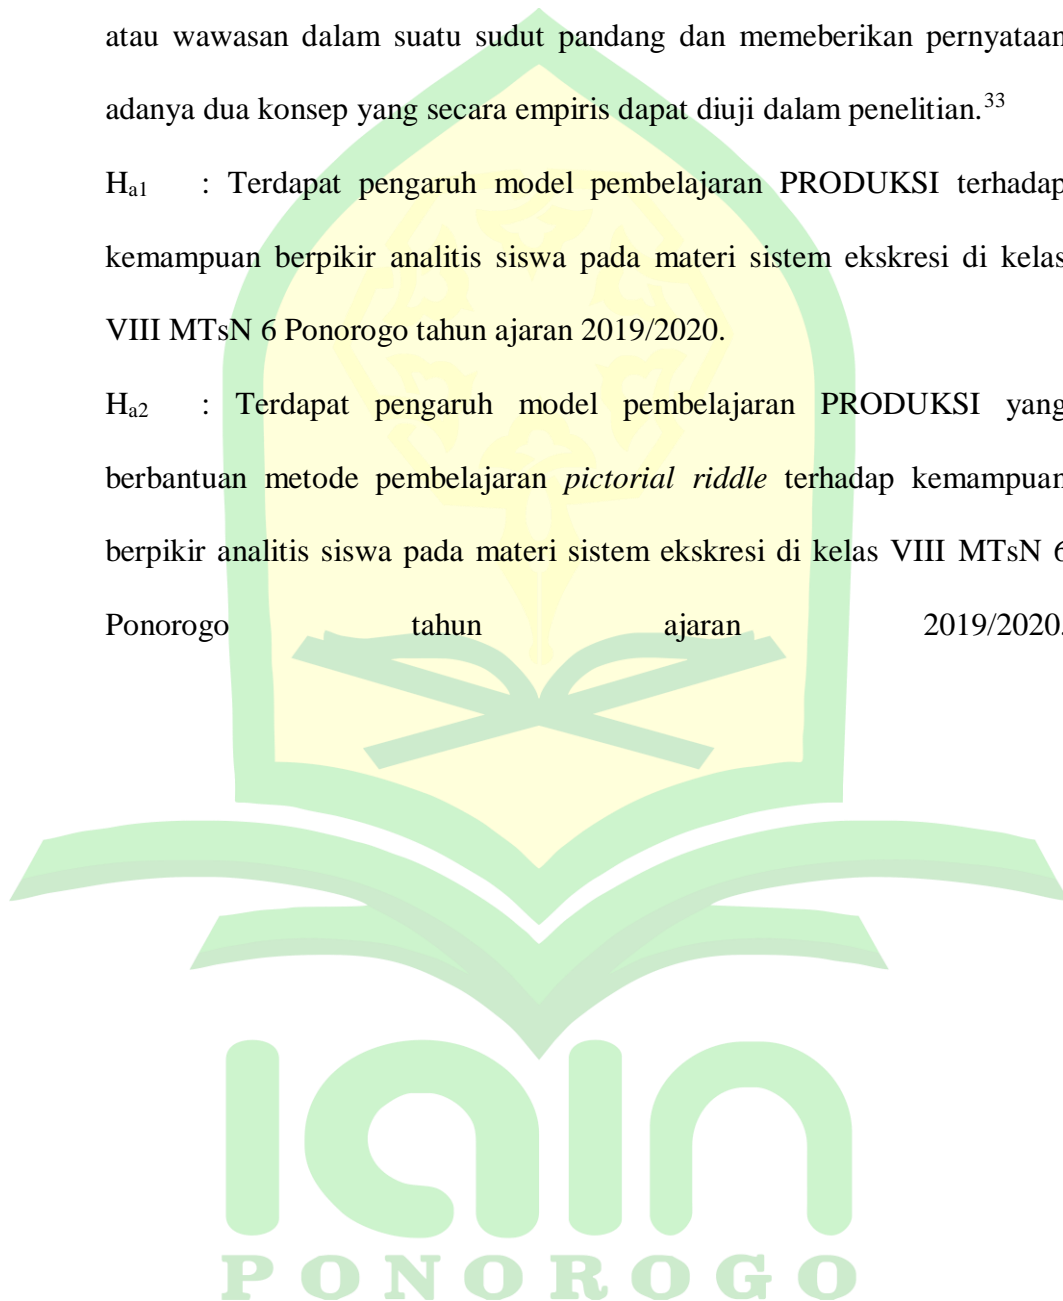 atau wawasan dalam suatu sudut pandang dan memeberikan pernyataan
adanya dua konsep yang secara empiris dapat diuji dalam penelitian.33
Ha1 : Terdapat pengaruh model pembelajaran PRODUKSI terhadap
kemampuan berpikir analitis siswa pada materi sistem ekskresi di kelas
VIII MTsN 6 Ponorogo tahun ajaran 2019/2020.
Ha2 : Terdapat pengaruh model pembelajaran PRODUKSI yang
berbantuan metode pembelajaran pictorial riddle terhadap kemampuan
berpikir analitis siswa pada materi sistem ekskresi di kelas VIII MTsN 6
Ponorogo tahun ajaran 2019/2020.
iain
PONOROGO